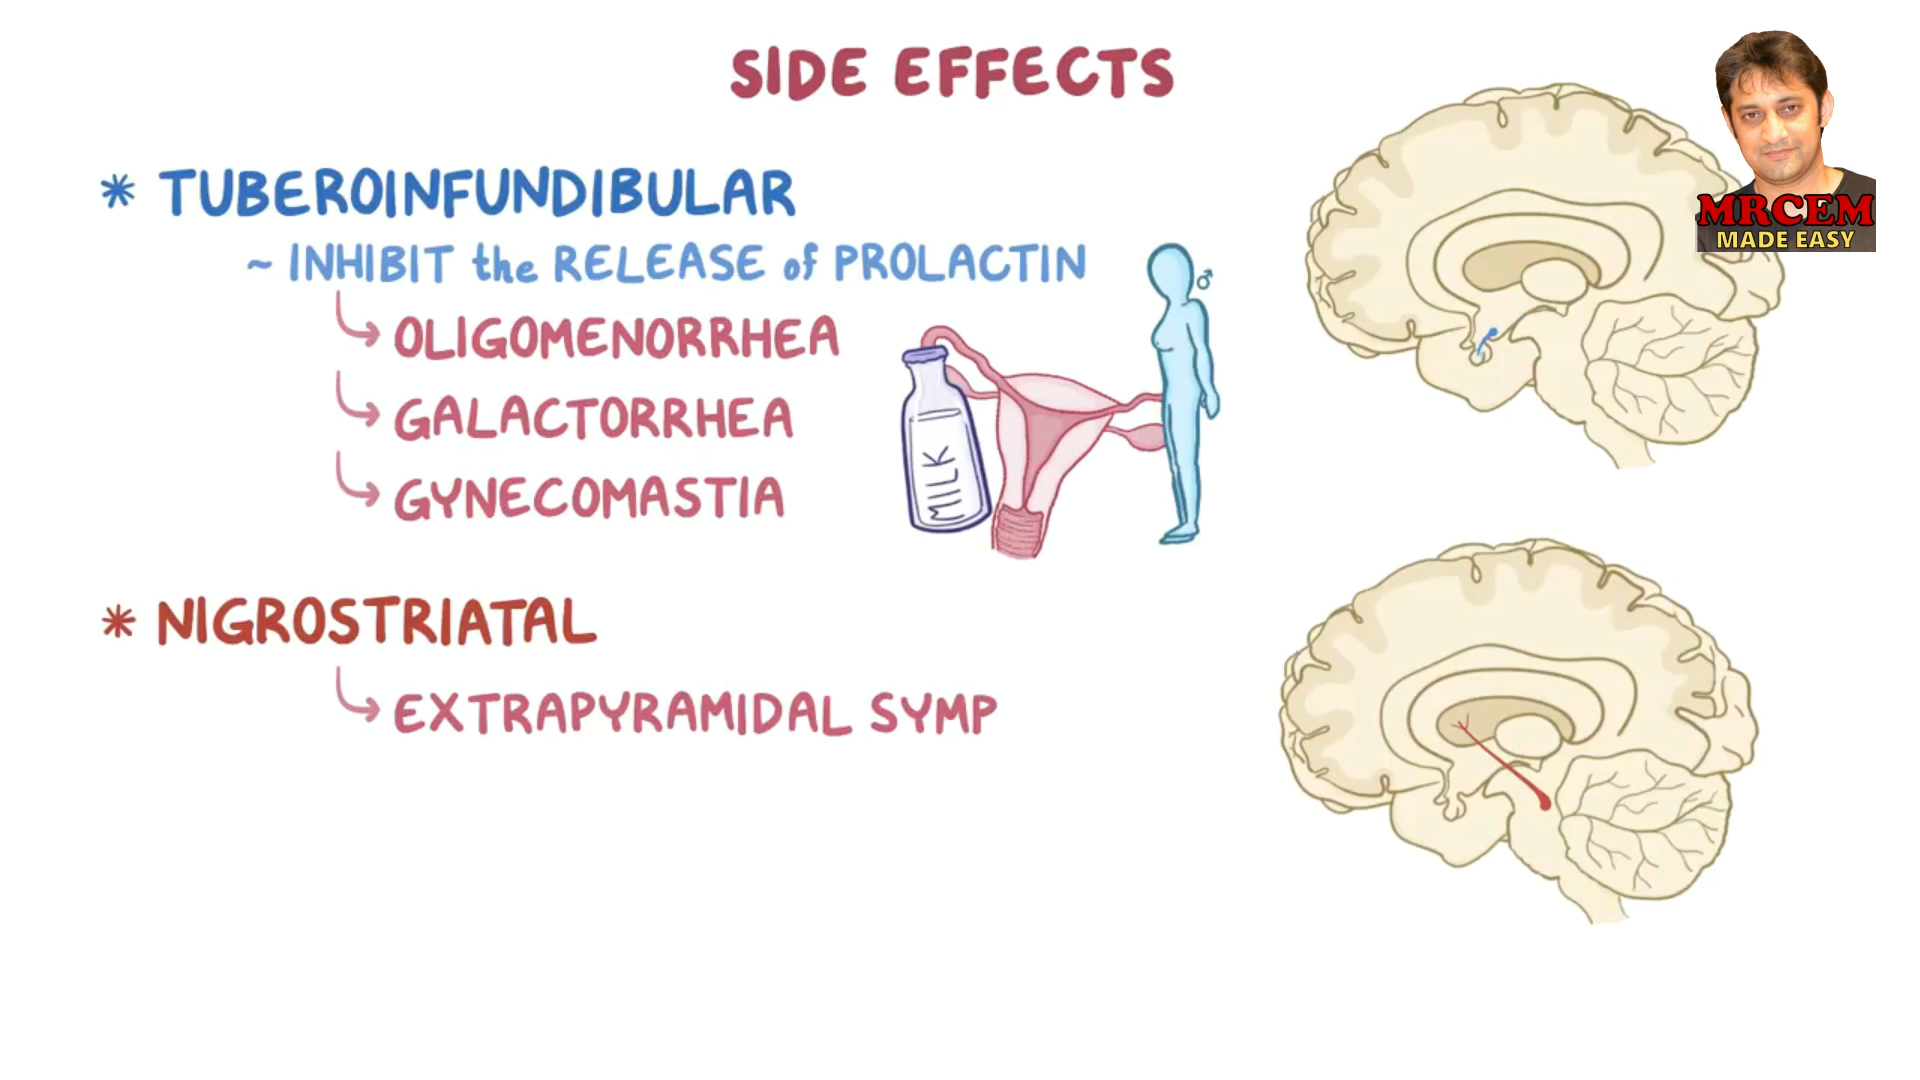 SIDE EFFECTS
* TUBEROINFUNDIBULAR
~ INHIBIT the RELEASE of PROLACTIN
OLIGOMENORRHEA
GALACTORRHEA
GYNECOMASTIA
MILK
* NIGROSTRIATAL
EXTRAPYRAMIDAL SYMP
MRCEM
MADE EASY